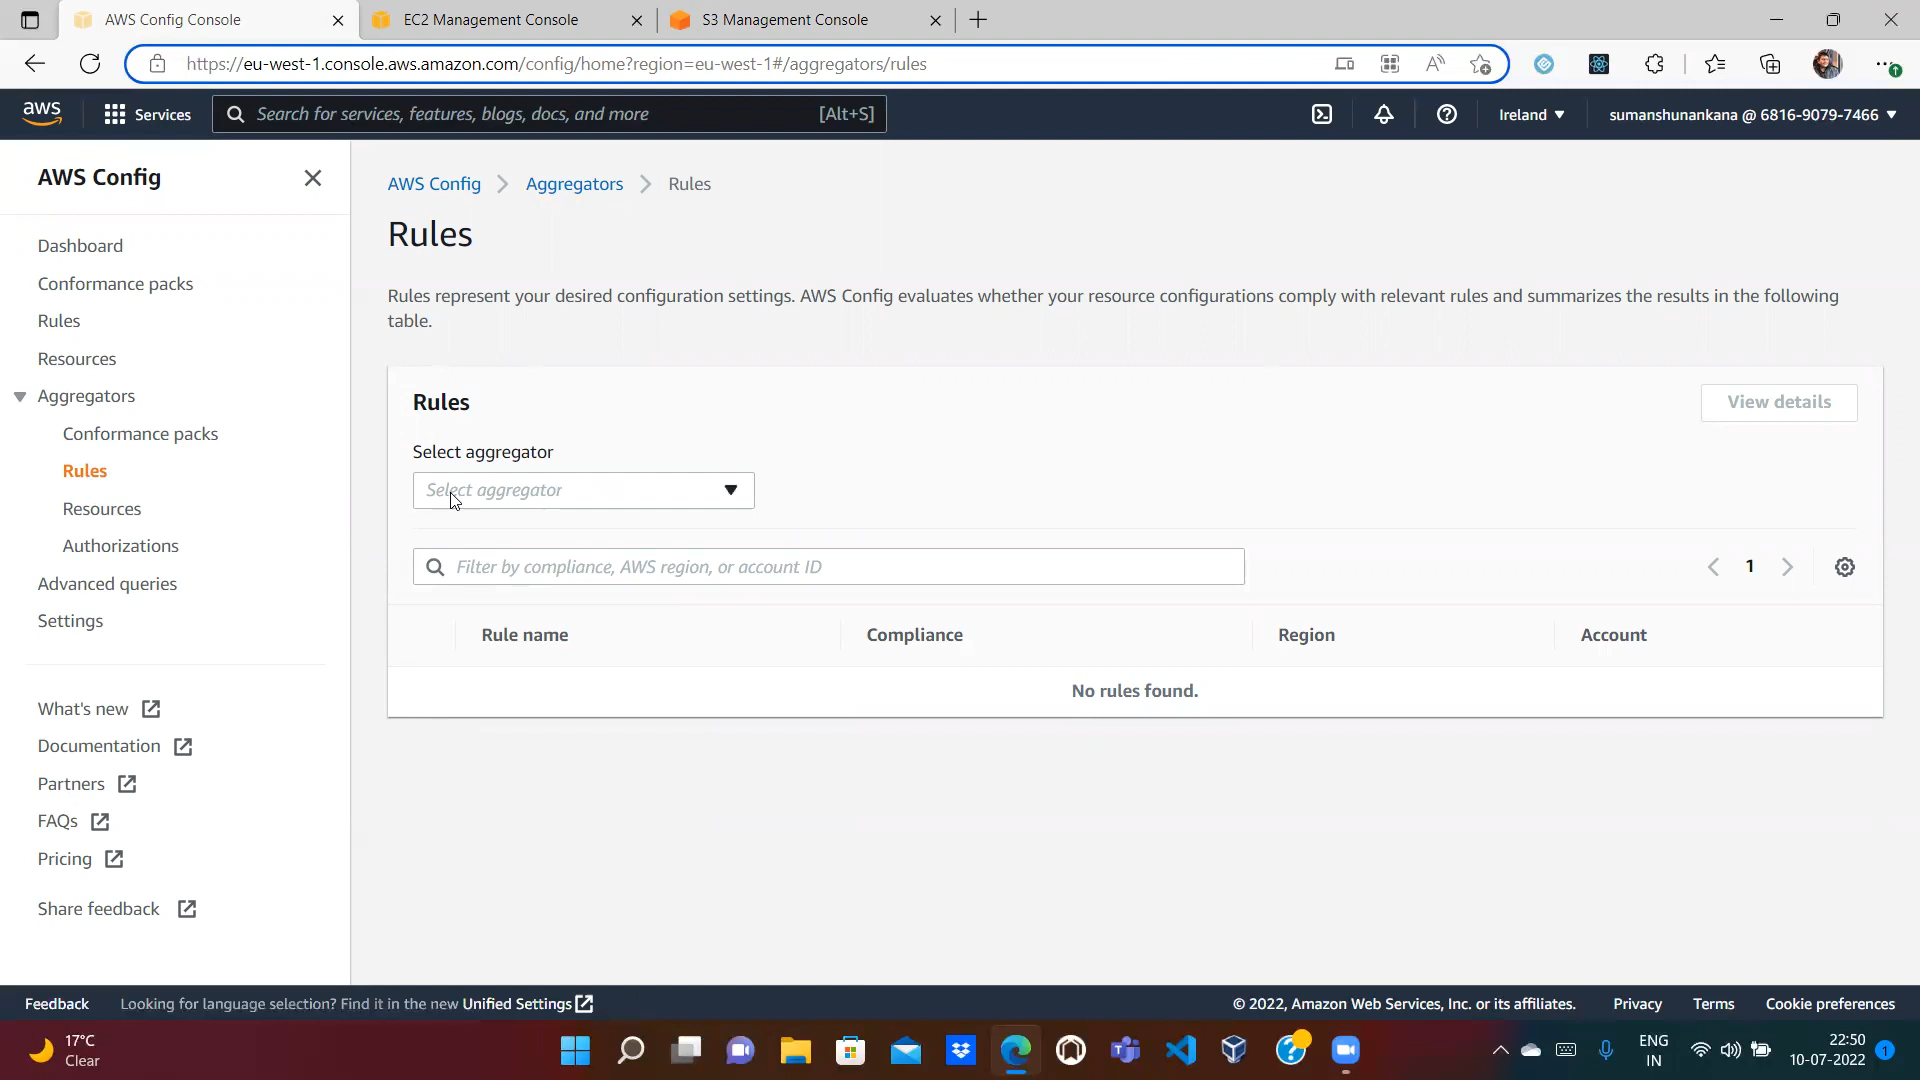 AWS Config Console
EC2 Management Console
S3 Management Console
https://eu-west-1.console.aws.amazon.com/config/home?region=eu-west-1#/aggregators/rules
aws
Services
Search for services, features, blogs, docs, and more
[Alt+S]
Ireland
sumanshunankana @ 6816-9079-7466
AWS Config
Dashboard
Conformance packs
Rules
Resources
Aggregators
Conformance packs
Rules
Resources
Authorizations
Advanced queries
Settings
What's new
Documentation
Partners
FAQs
Pricing
Share feedback
AWS Config
Aggregators
Rules
Rules
Rules represent your desired configuration settings. AWS Config evaluates whether your resource configurations comply with relevant rules and summarizes the results in the following
table.
Rules
View details
Select aggregator
Select aggregator
Filter by compliance, AWS region, or account ID
1
Rule name
Compliance
Region
Account
No rules found.
Feedback
Looking for language selection? Find it in the new Unified Settings
© 2022, Amazon Web Services, Inc. or its affiliates.
Privacy
Terms
Cookie preferences
17°C
Clear
ENG
IN
22:50
10-07-2022
1